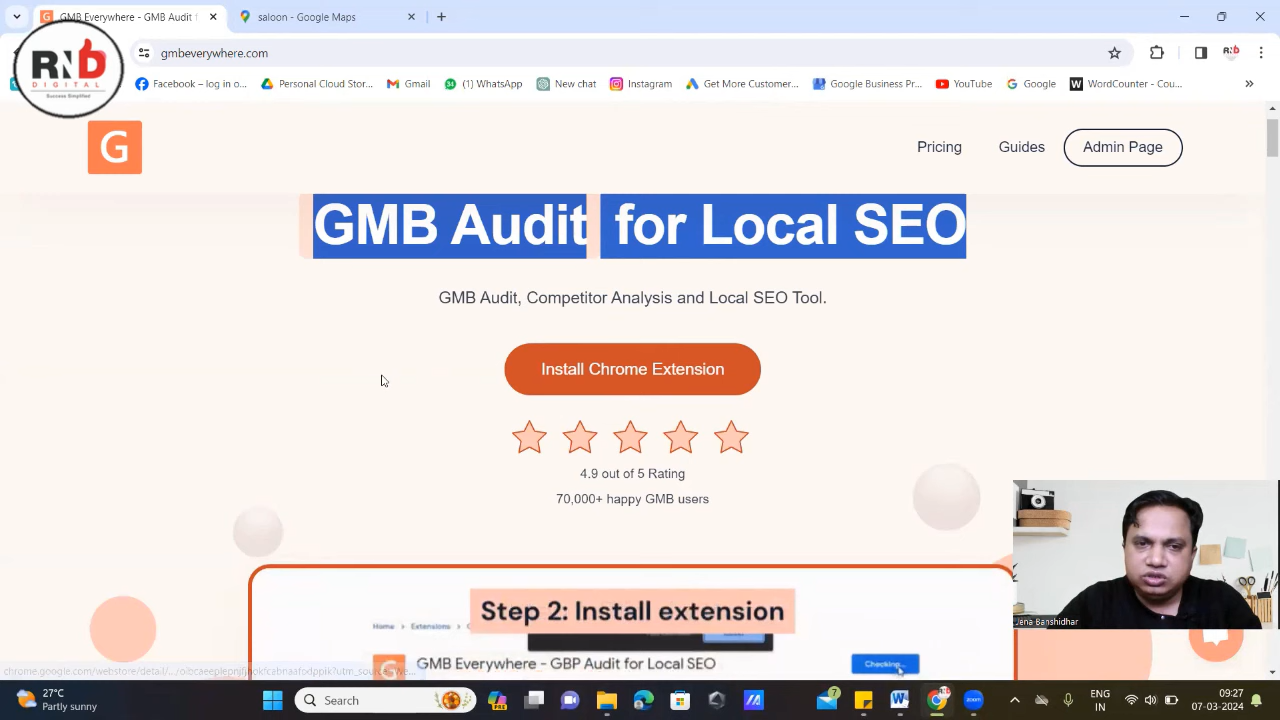 GMB Everywhere
GMB Audit f
saloon - Google Maps
gmbeverywhere.com
Facebook – log in o...
Personal Cloud Stor...
Gmail
(1)
New chat
Instagram
Get More
Google Business P
YouTube
Google
WordCounter - Cou...
RND
DIGITAL
Success Simplified
G
Pricing
Guides
Admin Page
GMB Audit for Local SEO
GMB Audit, Competitor Analysis and Local SEO Tool.
Install Chrome Extension
4.9 out of 5 Rating
70,000+ happy GMB users
Step 2: Install extension
Home › Extensions ›
GMB Everywhere - GBP Audit for Local SEO
Checking...
Jena Banshidhar
27°C
Partly sunny
Search
ENG
IN
09:27
07-03-2024